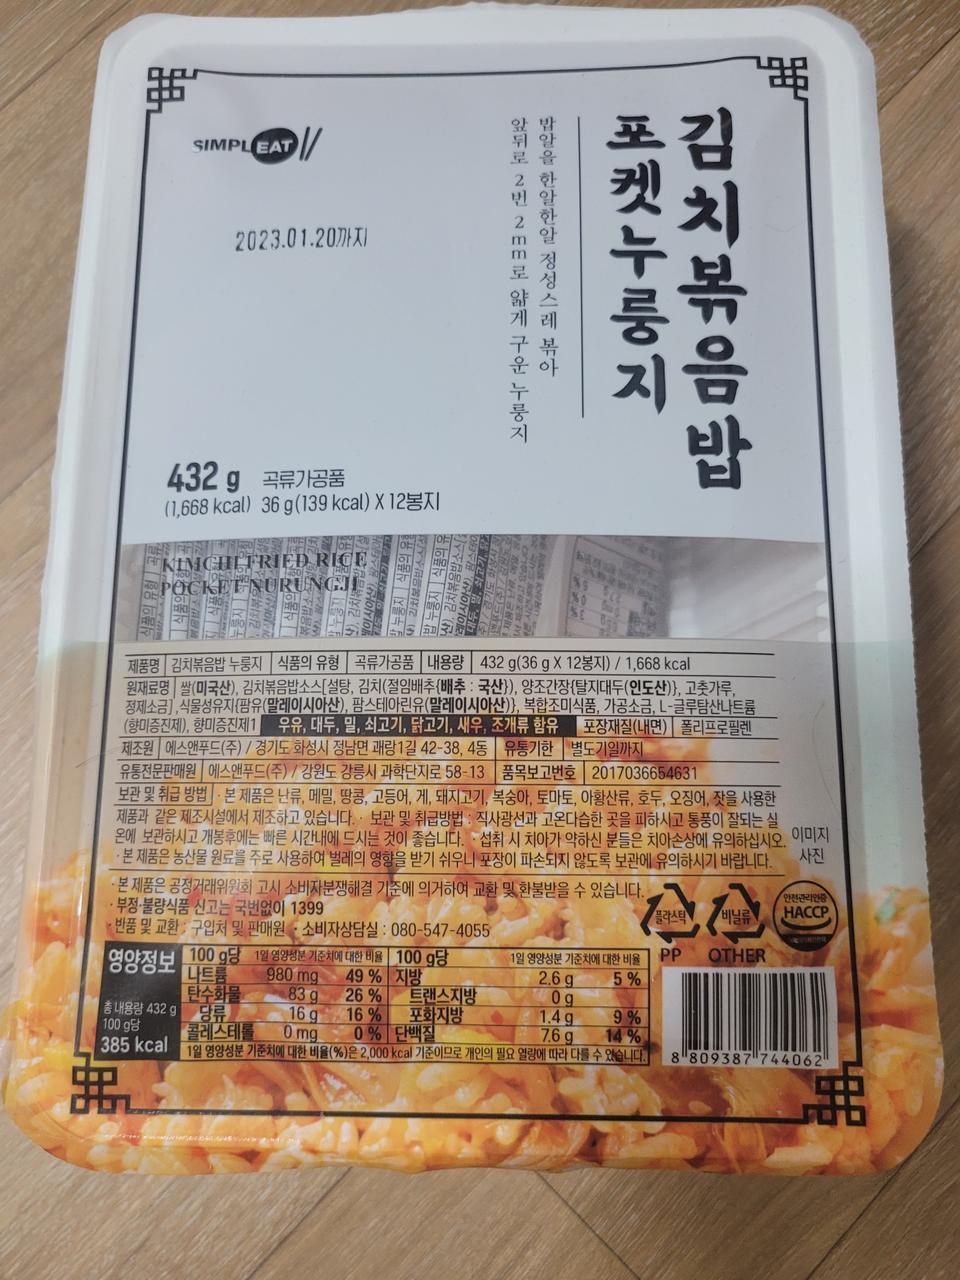 김치볶음밥
포켓누룽지
밥알을 한알한알 정성스레 볶아
앞뒤로 2번 2mm로 얇게 구운 누룽지
SIMPLEAT
2023.01.20까지
432 g 곡류가공품
(1,668 kcal) 36 g(139 kcal) X 12봉지
KIMCHI FRIED RICE
POCKET NURUNGJI
제품명 김치볶음밥 누룽지 식품의 유형 곡류가공품 내용량 432 g(36 g X 12봉지) / 1,668 kcal
원재료명 쌀(미국산), 김치볶음밥소스[설탕, 김치{절임배추(배추 : 국산)}, 양조간장{탈지대두(인도산)}, 고춧가루,
정제소금], 식물성유지{팜유(말레이시아산), 팜스테아린유(말레이시아산)}, 복합조미식품, 가공소금, L-글루탐산나트륨
(향미증진제), 향미증진제1 우유, 대두, 밀, 쇠고기, 닭고기, 새우, 조개류 함유 포장재질(내면) 폴리프로필렌
제조원 에스앤푸드(주) / 경기도 화성시 정남면 괘랑1길 42-38, 4동 유통기한 별도기일까지
유통전문판매원 에스앤푸드(주) / 강원도 강릉시 과학단지로 58-13 품목보고번호 2017036654631
보관 및 취급 방법 · 본 제품은 난류, 메밀, 땅콩, 고등어, 게, 돼지고기, 복숭아, 토마토, 아황산류, 호두, 오징어, 잣을 사용한
제품과 같은 제조시설에서 제조하고 있습니다. · 보관 및 취급방법 : 직사광선과 고온다습한 곳을 피하시고 통풍이 잘되는 실
온에 보관하시고 개봉후에는 빠른 시간내에 드시는 것이 좋습니다. · 섭취 시 치아가 약하신 분들은 치아손상에 유의하십시오.
· 본 제품은 농산물 원료를 주로 사용하여 벌레의 영향을 받기 쉬우니 포장이 파손되지 않도록 보관에 유의하시기 바랍니다.
이미지
사진
· 본 제품은 공정거래위원회 고시 소비자분쟁해결 기준에 의거하여 교환 및 환불받을 수 있습니다.
· 부정·불량식품 신고는 국번없이 1399
· 반품 및 교환 : 구입처 및 판매원 · 소비자상담실 : 080-547-4055
플라스틱
PP
비닐류
OTHER
안전관리인증
HACCP
영양정보
총 내용량 432 g
100 g당
385 kcal
100 g당 1일 영양성분 기준치에 대한 비율 100 g당 1일 영양성분 기준치에 대한 비율
나트륨 980 mg 49 % 지방 2.6 g 5 %
탄수화물 83 g 26 % 트랜스지방 0 g
당류 16 g 16 % 포화지방 1.4 g 9 %
콜레스테롤 0 mg 0 % 단백질 7.6 g 14 %
1일 영양성분 기준치에 대한 비율(%)은 2,000 kcal 기준이므로 개인의 필요 열량에 따라 다를 수 있습니다.
8 809387 744062